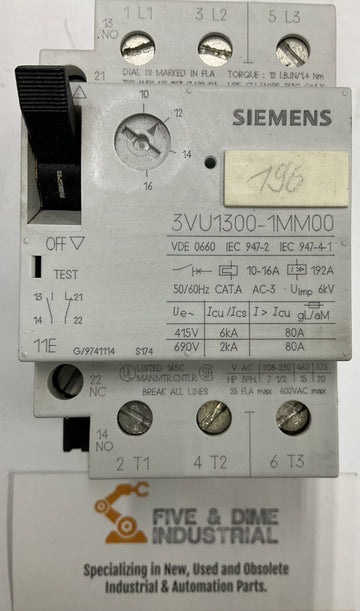 1 L1 3 L2 5 L3
13
NO
21
DIAL IS MARKED IN FLA TORQUE : 12 LB.IN/1.4 Nm
10
12
14
16
SIEMENS
196
3VU1300-1MM00
VDE 0660 IEC 947-2 IEC 947-4-1
10-16A I> 192A
50/60Hz CAT.A AC-3 Uimp 6kV
Ue~ Icu/Ics I > Icu gL/aM
415V 6kA 80A
690V 2kA 80A
OFF
TEST
13 21
14 22
11E G/9741114 S174
22
NC
LISTED 165C
MAN.MTR.CNTLR.
BREAK ALL LINES
V AC 208-230 460 575
HP 3PH. 7 1/2 15 20
25 FLA max 600VAC max
14
NO
2 T1 4 T2 6 T3
FIVE & DIME
INDUSTRIAL
Specializing in New, Used and Obsolete
Industrial & Automation Parts.